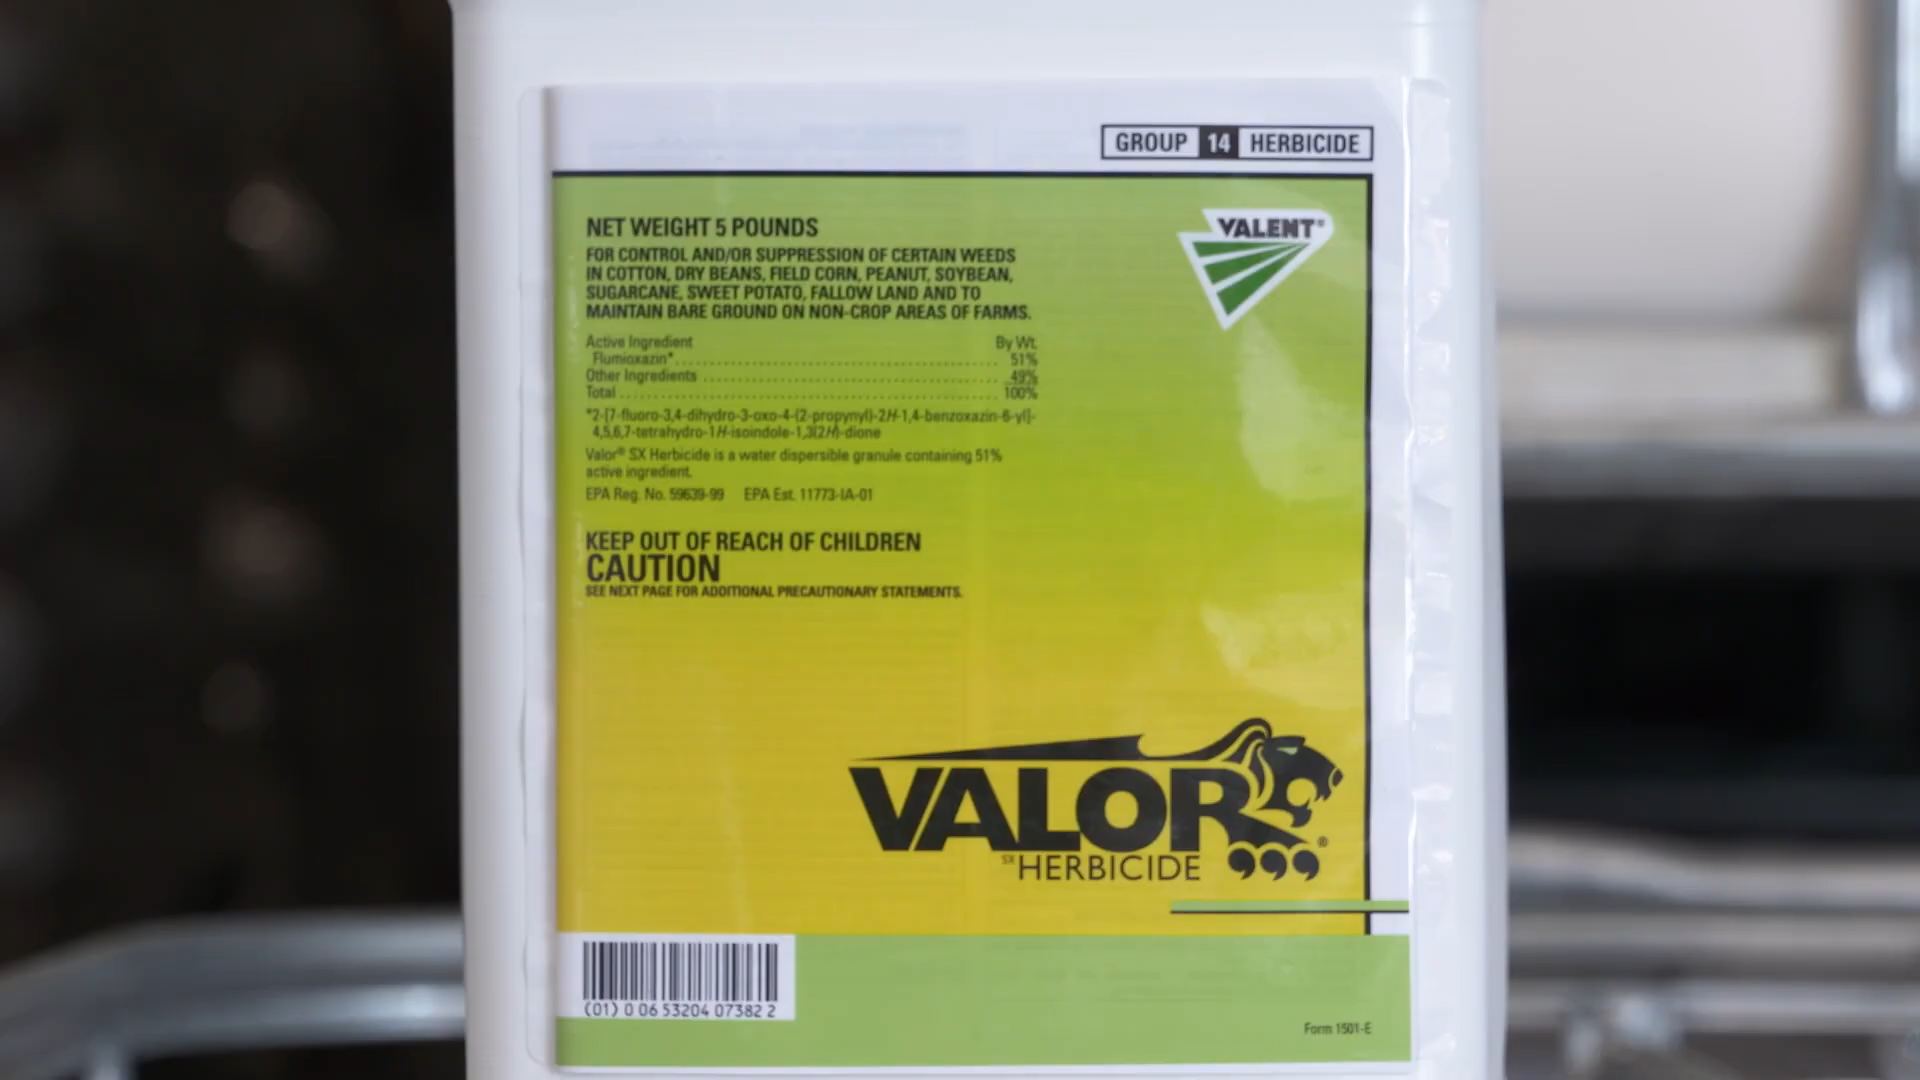 GROUP 14 HERBICIDE
VALENT®
NET WEIGHT 5 POUNDS
FOR CONTROL AND/OR SUPPRESSION OF CERTAIN WEEDS
IN COTTON, DRY BEANS, FIELD CORN, PEANUT, SOYBEAN,
SUGARCANE, SWEET POTATO, FALLOW LAND AND TO
MAINTAIN BARE GROUND ON NON-CROP AREAS OF FARMS.
Active Ingredient By Wt.
Flumioxazin* 51%
Other Ingredients 49%
Total 100%
*2-[7-fluoro-3,4-dihydro-3-oxo-4-(2-propynyl)-2H-1,4-benzoxazin-6-yl]-
4,5,6,7-tetrahydro-1H-isoindole-1,3(2H)-dione
Valor® SX Herbicide is a water dispersible granule containing 51%
active ingredient.
EPA Reg. No. 59639-99 EPA Est. 11773-IA-01
KEEP OUT OF REACH OF CHILDREN
CAUTION
SEE NEXT PAGE FOR ADDITIONAL PRECAUTIONARY STATEMENTS.
VALOR®
SX HERBICIDE
(01) 0 06 53204 07382 2
Form 1501-E